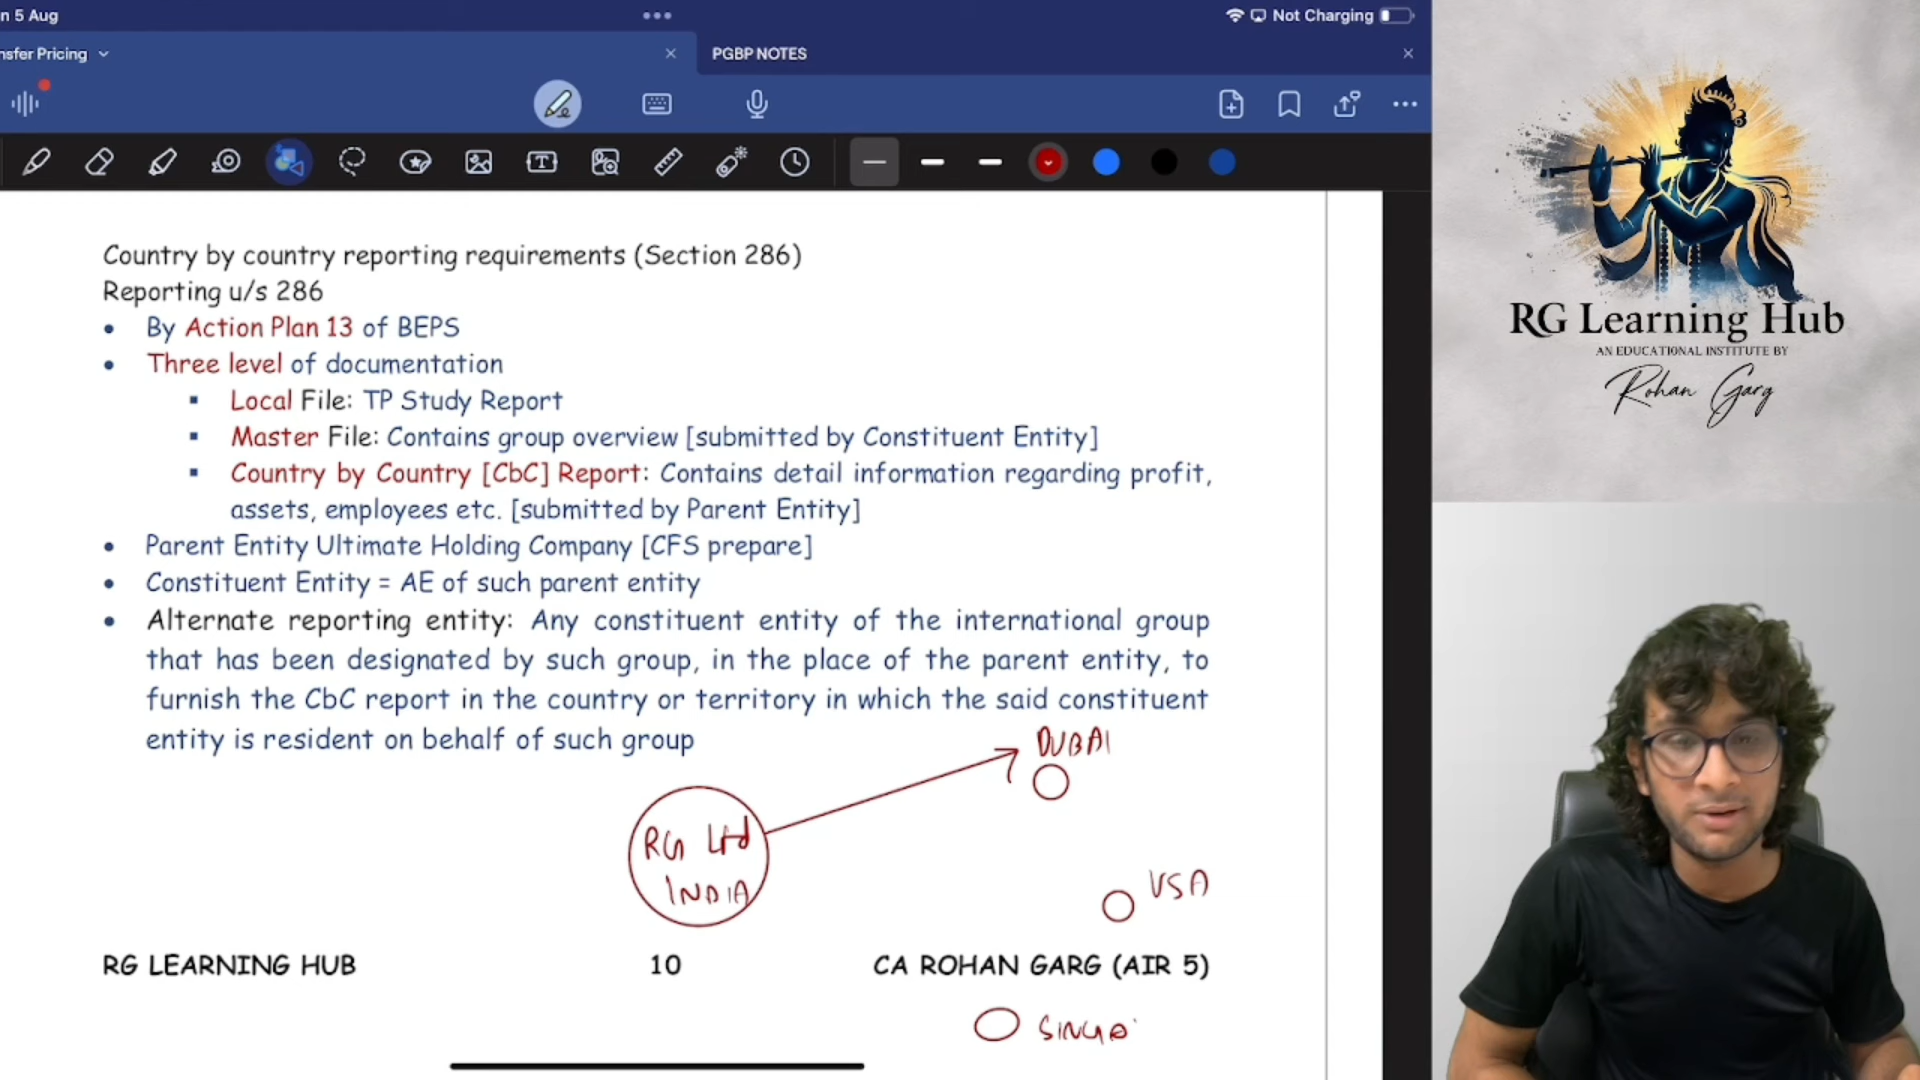 n 5 Aug
Not Charging
nsfer Pricing
PGBP NOTES
Country by country reporting requirements (Section 286)
Reporting u/s 286
• By Action Plan 13 of BEPS
• Three level of documentation
▪ Local File: TP Study Report
▪ Master File: Contains group overview [submitted by Constituent Entity]
▪ Country by Country [CbC] Report: Contains detail information regarding profit,
assets, employees etc. [submitted by Parent Entity]
• Parent Entity Ultimate Holding Company [CFS prepare]
• Constituent Entity = AE of such parent entity
• Alternate reporting entity: Any constituent entity of the international group
that has been designated by such group, in the place of the parent entity, to
furnish the CbC report in the country or territory in which the said constituent
entity is resident on behalf of such group
DUBAI
RG Ltd
INDIA
USA
RG LEARNING HUB
10
CA ROHAN GARG (AIR 5)
SINGA
RG Learning Hub
AN EDUCATIONAL INSTITUTE BY
Rohan Garg